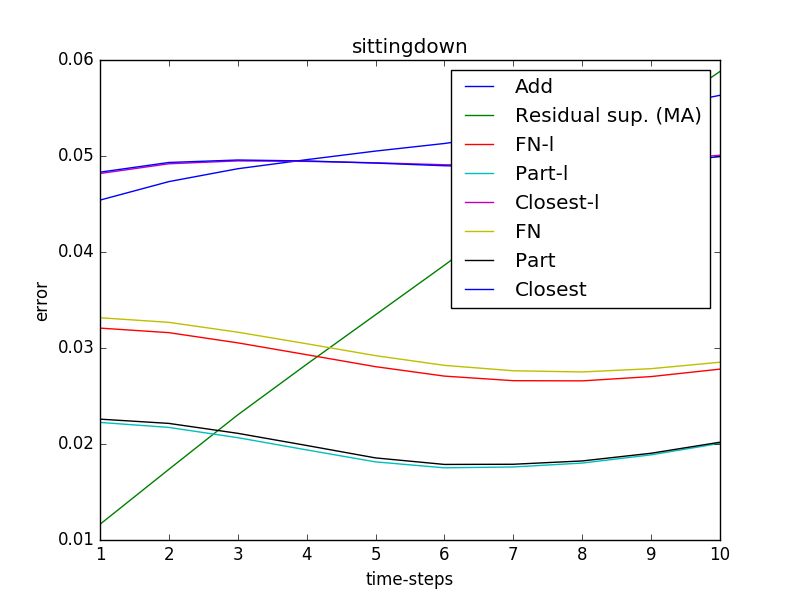 sittingdown
0.06
0.05
0.04
0.03
0.02
0.01
error
Add
Residual sup. (MA)
FN-l
Part-l
Closest-l
FN
Part
Closest
1 2 3 4 5 6 7 8 9 10
time-steps